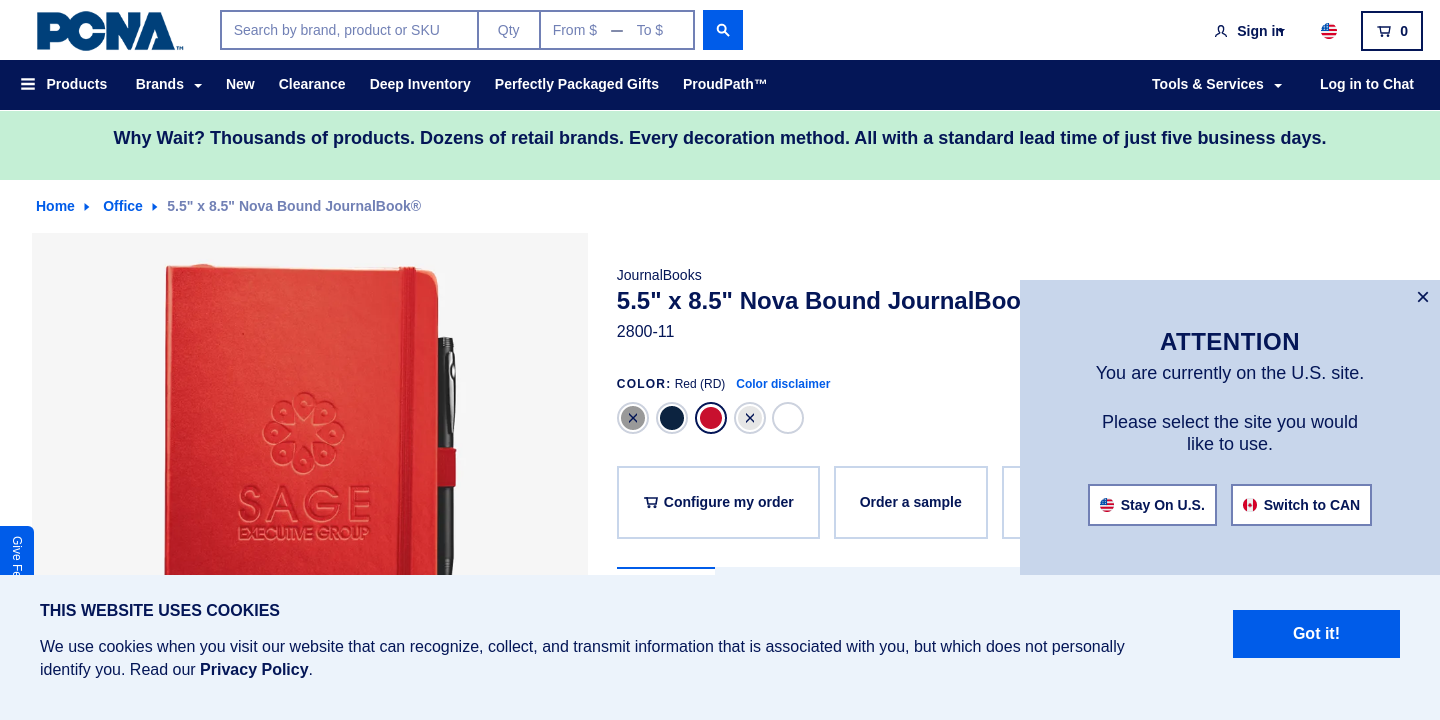 PCNA™
Search by brand, product or SKU
Qty
From $ — To $
Sign in
0
Products
Brands
New
Clearance
Deep Inventory
Perfectly Packaged Gifts
ProudPath™
Tools & Services
Log in to Chat
Why Wait? Thousands of products. Dozens of retail brands. Every decoration method. All with a standard lead time of just five business days.
Home
Office
5.5" x 8.5" Nova Bound JournalBook®
SAGE
EXECUTIVE GROUP
JournalBooks
5.5" x 8.5" Nova Bound JournalBoo
2800-11
COLOR: Red (RD) Color disclaimer
Configure my order
Order a sample
ATTENTION
You are currently on the U.S. site.
Please select the site you would
like to use.
Stay On U.S.
Switch to CAN
Give Fe
THIS WEBSITE USES COOKIES
We use cookies when you visit our website that can recognize, collect, and transmit information that is associated with you, but which does not personally
identify you. Read our Privacy Policy.
Got it!